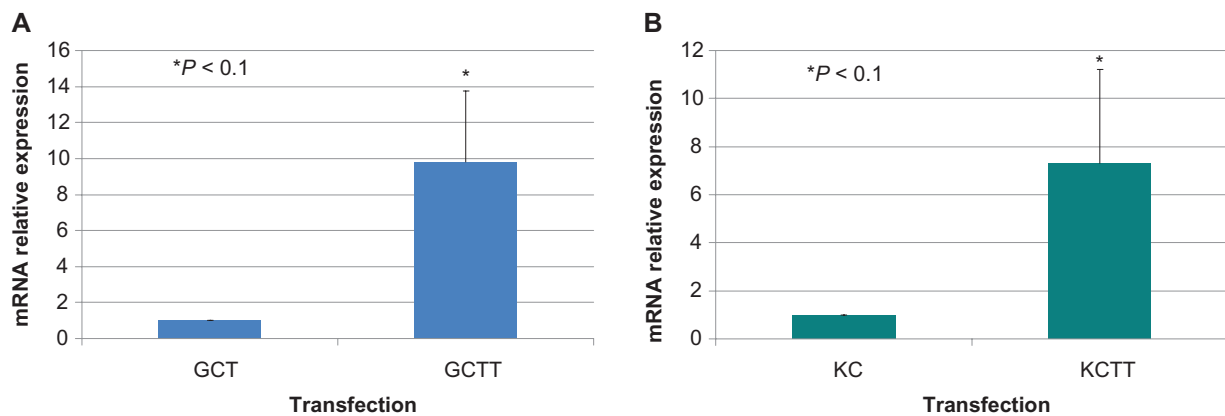 A
mRNA relative expression
16
14
12
10
8
6
4
2
0
*P < 0.1
*
GCT
GCTT
Transfection
B
mRNA relative expression
12
10
8
6
4
2
0
*P < 0.1
*
KC
KCTT
Transfection